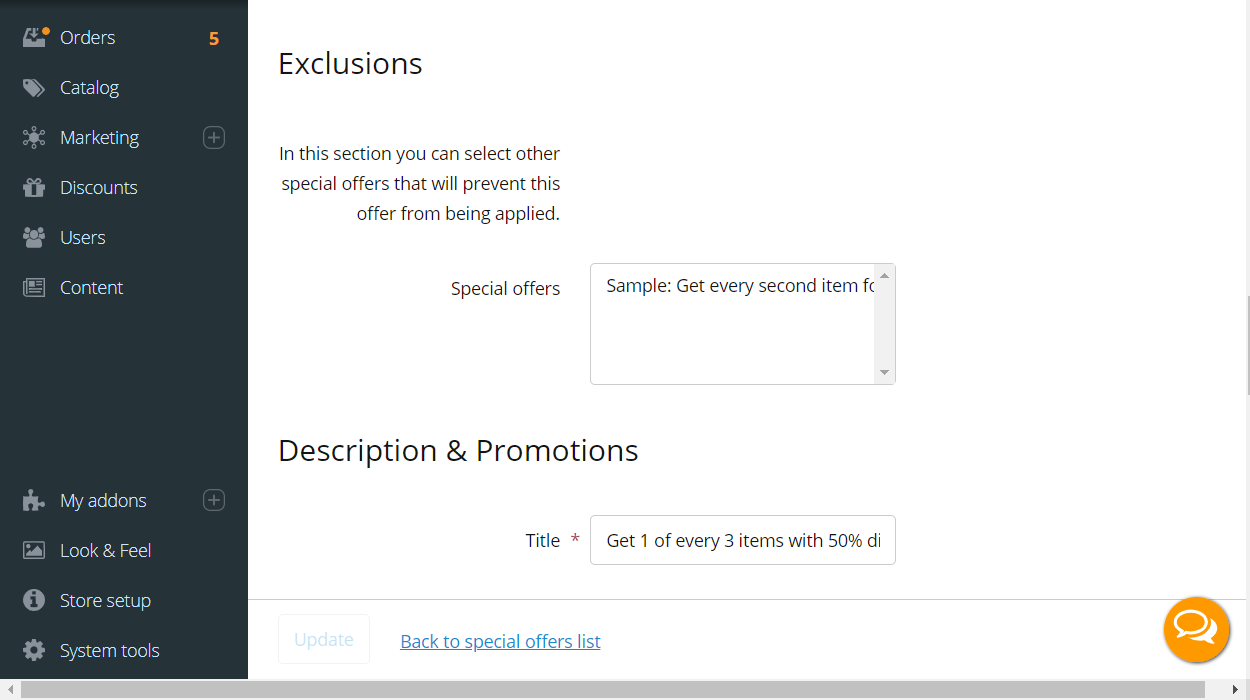 Orders 5
Catalog
Marketing
Discounts
Users
Content
My addons
Look & Feel
Store setup
System tools
Exclusions
In this section you can select other
special offers that will prevent this
offer from being applied.
Special offers
Sample: Get every second item fo
Description & Promotions
Title *
Get 1 of every 3 items with 50% di
Update
Back to special offers list